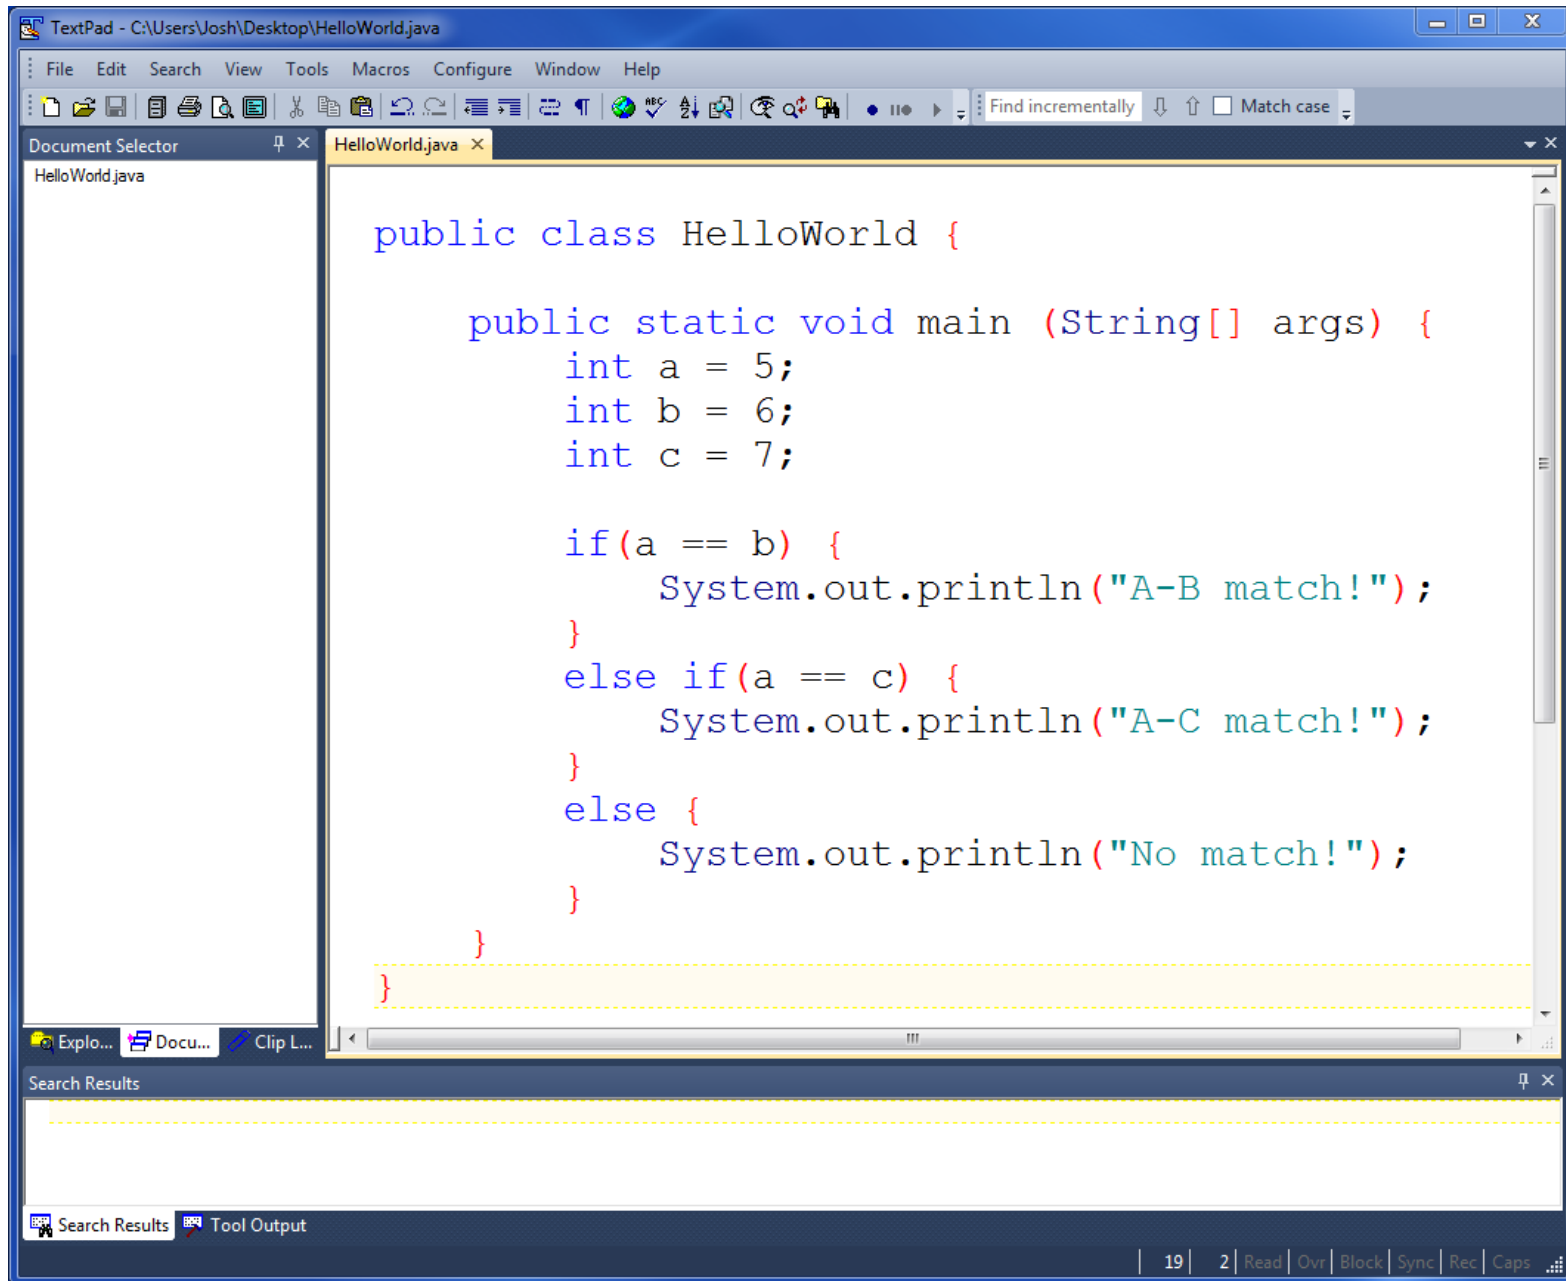 TextPad - C:\Users\Josh\Desktop\HelloWorld.java
File Edit Search View Tools Macros Configure Window Help
Find incrementally Match case
Document Selector
HelloWorld.java
HelloWorld.java
public class HelloWorld {
public static void main (String[] args) {
int a = 5;
int b = 6;
int c = 7;
if(a == b) {
System.out.println("A-B match!");
}
else if(a == c) {
System.out.println("A-C match!");
}
else {
System.out.println("No match!");
}
}
}
Explo... Docu... Clip L...
Search Results
Search Results Tool Output
19 2 Read Ovr Block Sync Rec Caps